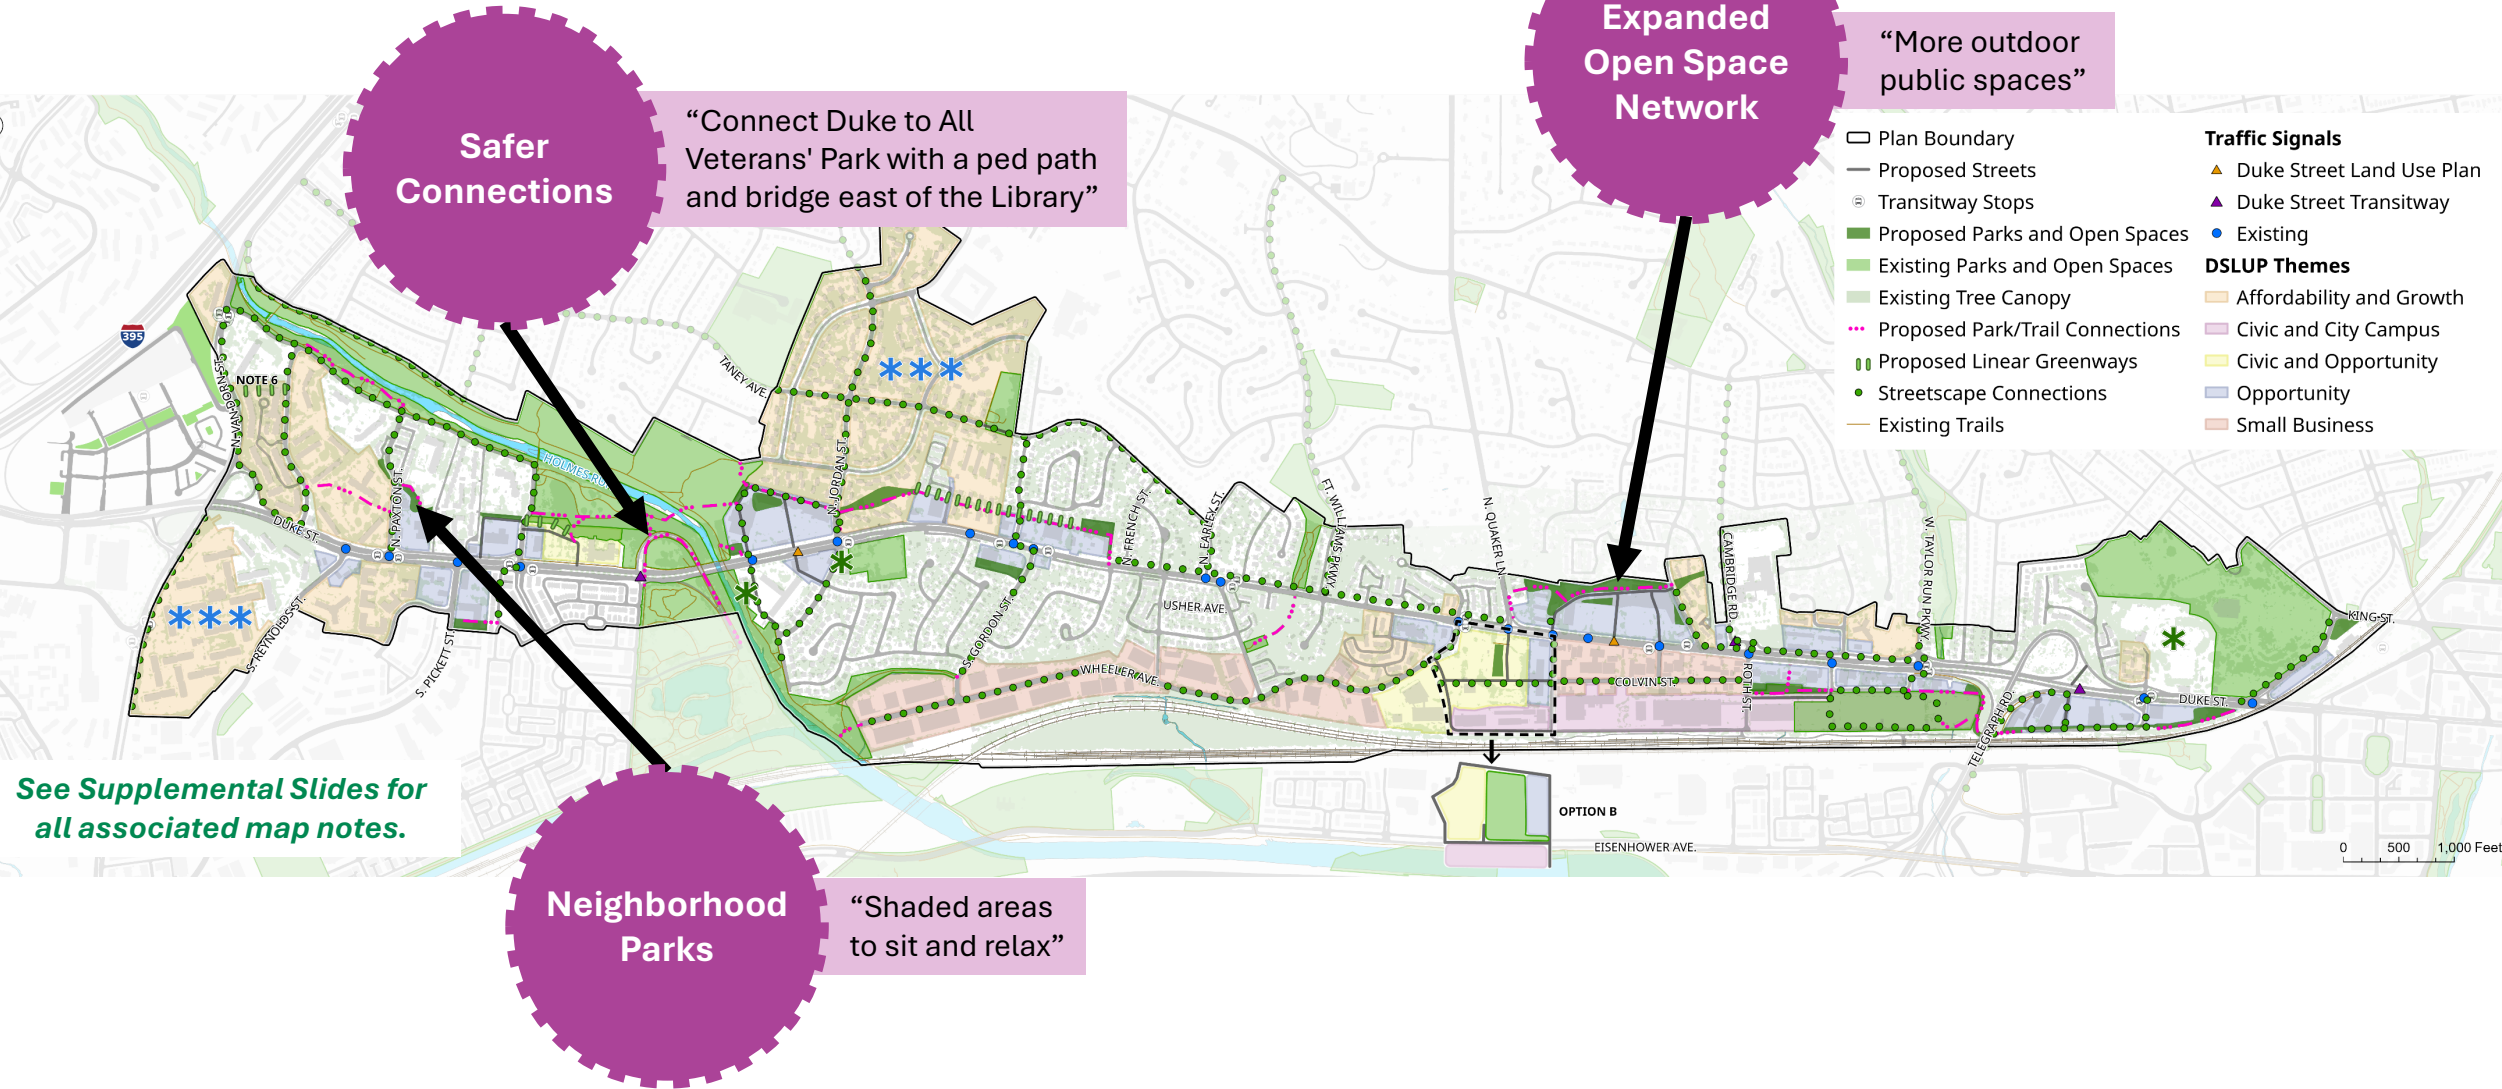 Safer
Connections
“Connect Duke to All
Veterans' Park with a ped path
and bridge east of the Library”
Expanded
Open Space
Network
“More outdoor
public spaces”
Plan Boundary
Proposed Streets
Transitway Stops
Proposed Parks and Open Spaces
Existing Parks and Open Spaces
Existing Tree Canopy
Proposed Park/Trail Connections
Proposed Linear Greenways
Streetscape Connections
Existing Trails
Traffic Signals
Duke Street Land Use Plan
Duke Street Transitway
Existing
DSLUP Themes
Affordability and Growth
Civic and City Campus
Civic and Opportunity
Opportunity
Small Business
395
NOTE 6
N. VAN DORN ST.
HOLMES RUN
TANEY AVE.
N. JORDAN ST.
N. PAXTON ST.
DUKE ST.
S. REYNOLDS ST.
S. PICKETT ST.
S. GORDON ST.
N. FRENCH ST.
N. EARLEY ST.
FT. WILLIAMS PKWY.
USHER AVE.
WHEELER AVE.
N. QUAKER LN.
CAMBRIDGE RD.
W. TAYLOR RUN PKWY.
COLVIN ST.
ROTH ST.
TELEGRAPH RD.
DUKE ST.
KING ST.
OPTION B
EISENHOWER AVE.
0 500 1,000 Feet
See Supplemental Slides for
all associated map notes.
Neighborhood
Parks
“Shaded areas
to sit and relax”